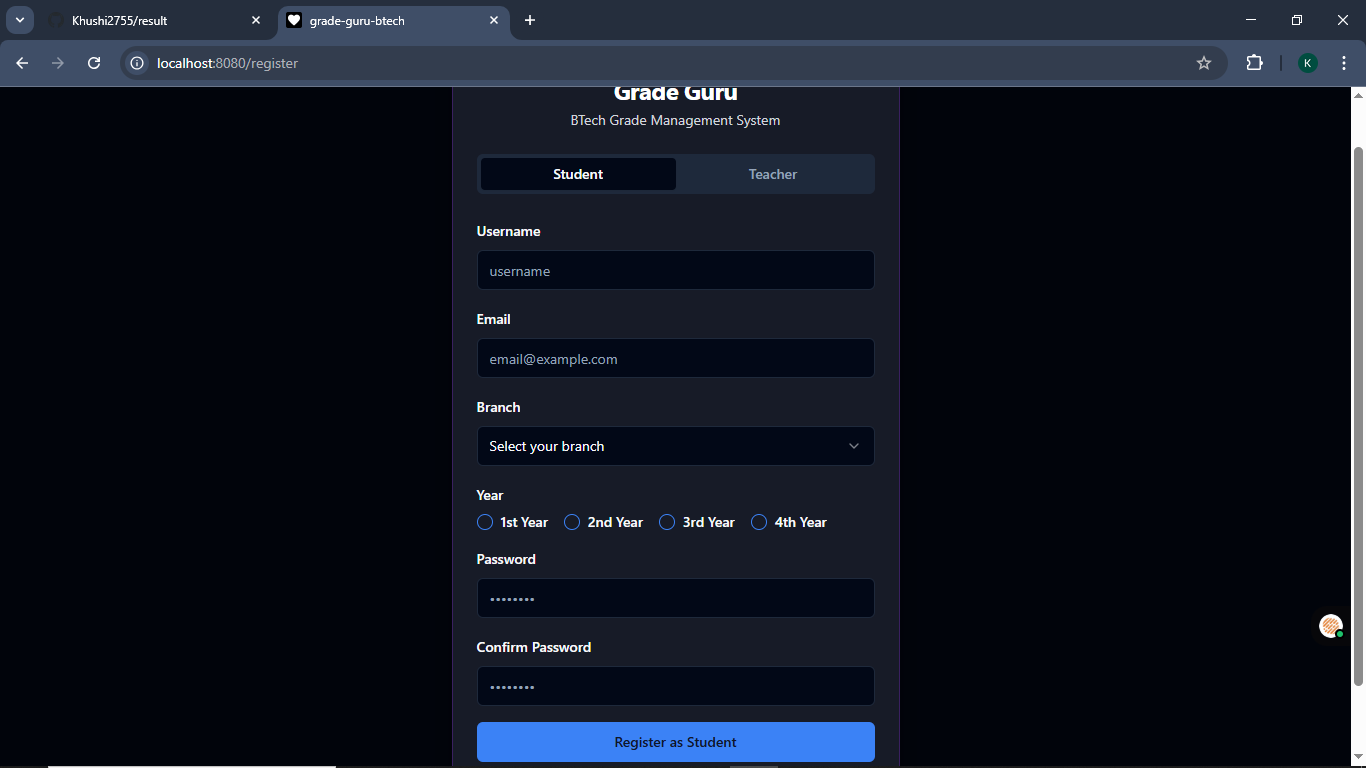 Khushi2755/result
grade-guru-btech
localhost:8080/register
K
Grade Guru
BTech Grade Management System
Student Teacher
Username
username
Email
email@example.com
Branch
Select your branch
Year
1st Year 2nd Year 3rd Year 4th Year
Password
••••••••
Confirm Password
••••••••
Register as Student